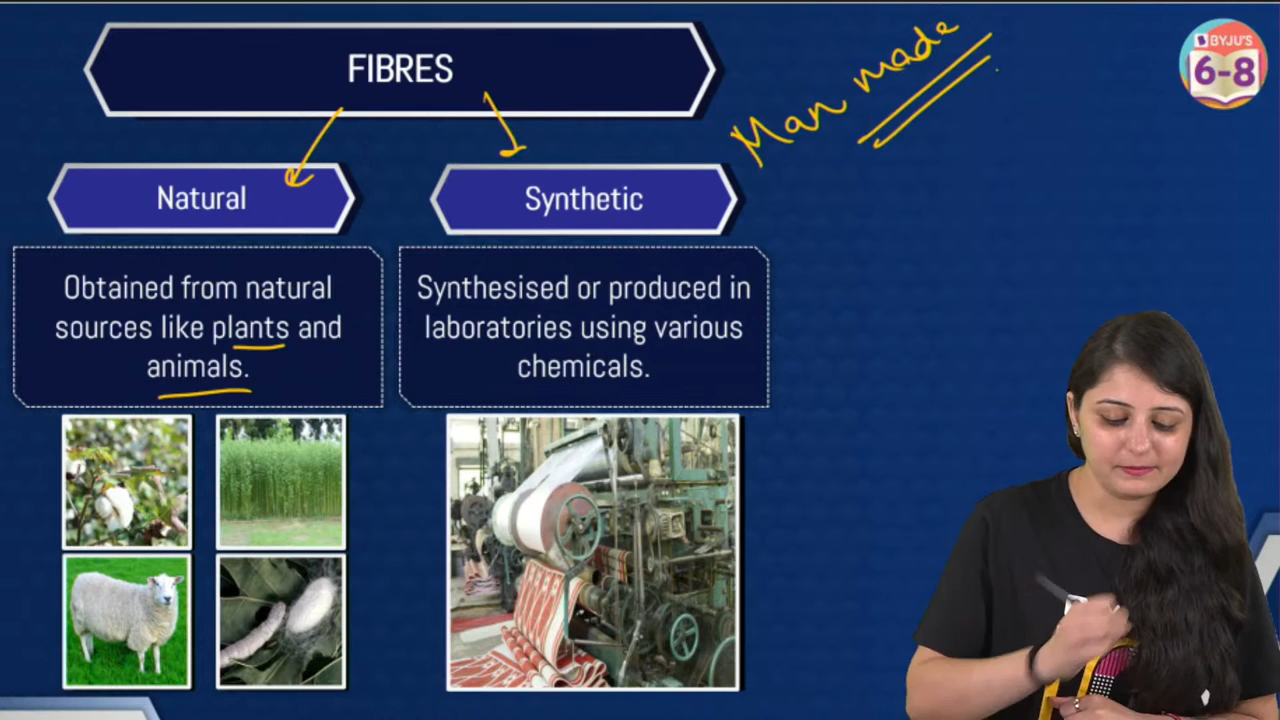 FIBRES
Man made
BYJU'S
6-8
Natural
Synthetic
Obtained from natural
sources like plants and
animals.
Synthesised or produced in
laboratories using various
chemicals.